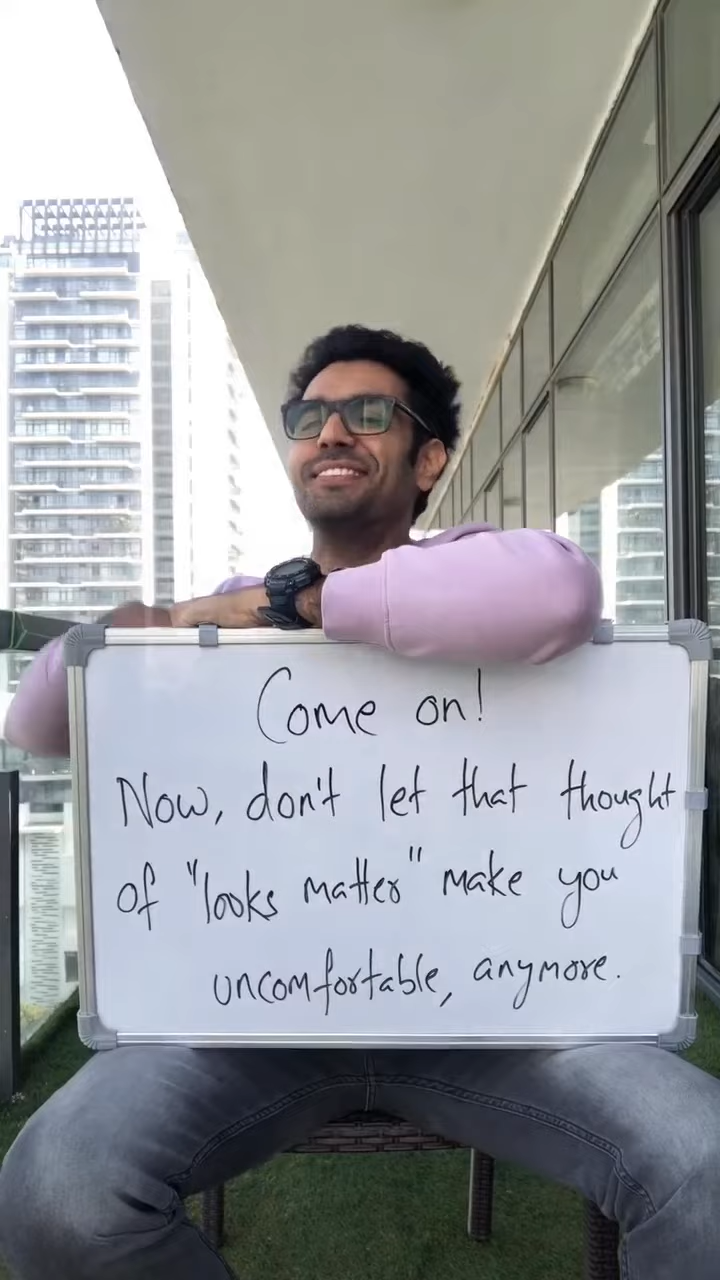 Come on!
Now, don't let that thought
of "looks matter" make you
uncomfortable, anymore.